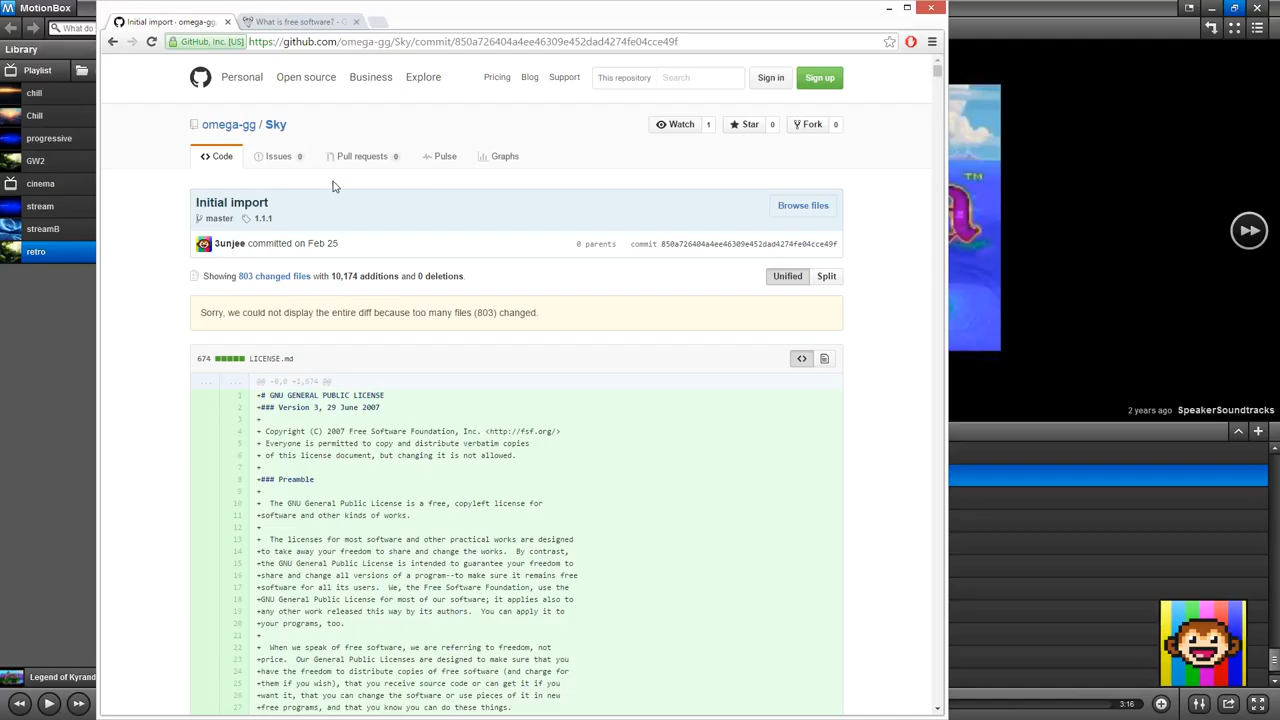 MotionBox
Initial import · omega-gg
What is free software? - G
GitHub, Inc. [US]
https://github.com/omega-gg/Sky/commit/850a726404a4ee46309e452dad4274fe04cce49f
What do
Library
Playlist
chill
Chill
progressive
GW2
cinema
stream
streamB
retro
Legend of Kyrand
Personal
Open source
Business
Explore
Pricing
Blog
Support
This repository
Search
Sign in
Sign up
omega-gg / Sky
Watch 1
Star 0
Fork 0
Code
Issues 0
Pull requests 0
Pulse
Graphs
Initial import
Browse files
master 1.1.1
3unjee committed on Feb 25
0 parents commit 850a726404a4ee46309e452dad4274fe04cce49f
Showing 803 changed files with 10,174 additions and 0 deletions.
Unified
Split
Sorry, we could not display the entire diff because too many files (803) changed.
674 LICENSE.md
... ... @@ -0,0 +1,674 @@
1 +# GNU GENERAL PUBLIC LICENSE
2 +### Version 3, 29 June 2007
3 +
4 + Copyright (C) 2007 Free Software Foundation, Inc. <http://fsf.org/>
5 + Everyone is permitted to copy and distribute verbatim copies
6 + of this license document, but changing it is not allowed.
7 +
8 +### Preamble
9 +
10 + The GNU General Public License is a free, copyleft license for
11 +software and other kinds of works.
12 +
13 + The licenses for most software and other practical works are designed
14 +to take away your freedom to share and change the works. By contrast,
15 +the GNU General Public License is intended to guarantee your freedom to
16 +share and change all versions of a program--to make sure it remains free
17 +software for all its users. We, the Free Software Foundation, use the
18 +GNU General Public License for most of our software; it applies also to
19 +any other work released this way by its authors. You can apply it to
20 +your programs, too.
21 +
22 + When we speak of free software, we are referring to freedom, not
23 +price. Our General Public Licenses are designed to make sure that you
24 +have the freedom to distribute copies of free software (and charge for
25 +them if you wish), that you receive source code or can get it if you
26 +want it, that you can change the software or use pieces of it in new
27 +free programs, and that you know you can do these things.
TM
2 years ago SpeakerSoundtracks
3:16